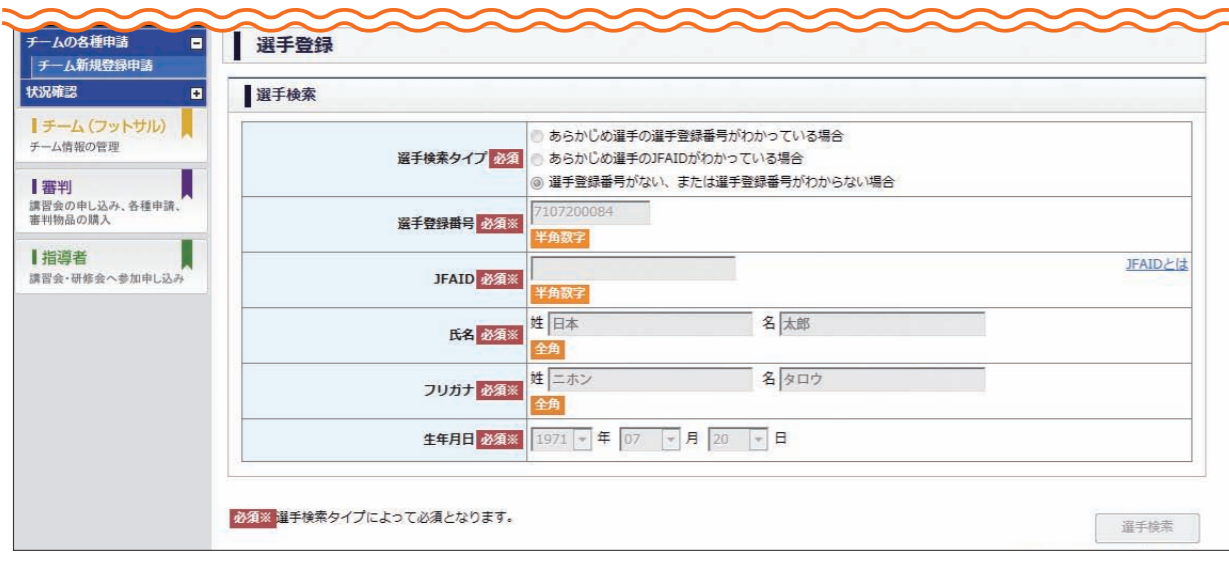 チームの各種申請
チーム新規登録申請
状況確認
チーム（フットサル）
チーム情報の管理
審判
講習会の申し込み、各種申請、
審判物品の購入
指導者
講習会・研修会へ参加申し込み
選手登録
選手検索
選手検索タイプ 必須
あらかじめ選手の選手登録番号がわかっている場合
あらかじめ選手のJFAIDがわかっている場合
選手登録番号がない、または選手登録番号がわからない場合
選手登録番号 必須※ 7107200084
半角数字
JFAID 必須※ JFAIDとは
半角数字
氏名 必須※ 姓 日本 名 太郎
全角
フリガナ 必須※ 姓 ニホン 名 タロウ
全角
生年月日 必須※ 1971 年 07 月 20 日
必須※ 選手検索タイプによって必須となります。
選手検索